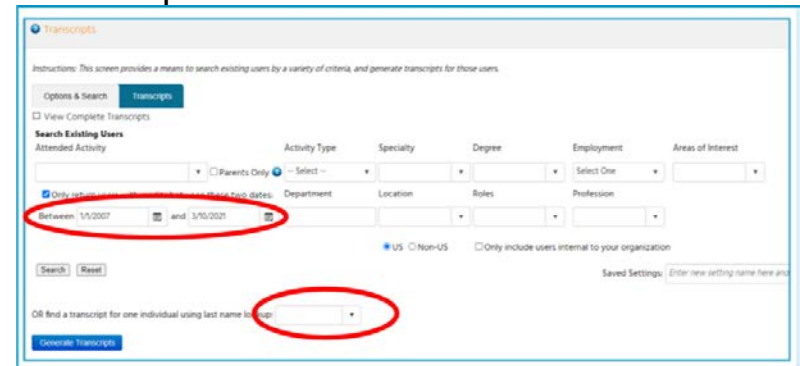 Transcripts
Instructions: This screen provides a means to search existing users by a variety of criteria, and generate transcripts for those users.
Options & Search Transcripts
View Complete Transcripts
Search Existing Users
Attended Activity Activity Type Specialty Degree Employment Areas of Interest
Parents Only -- Select -- Select One
Only return users with credit between these two dates: Department Location Roles Profession
Between 1/1/2007 and 3/10/2021
US Non-US Only include users internal to your organization
Search Reset Saved Settings: Enter new setting name here and
OR find a transcript for one individual using last name lookup:
Generate Transcripts